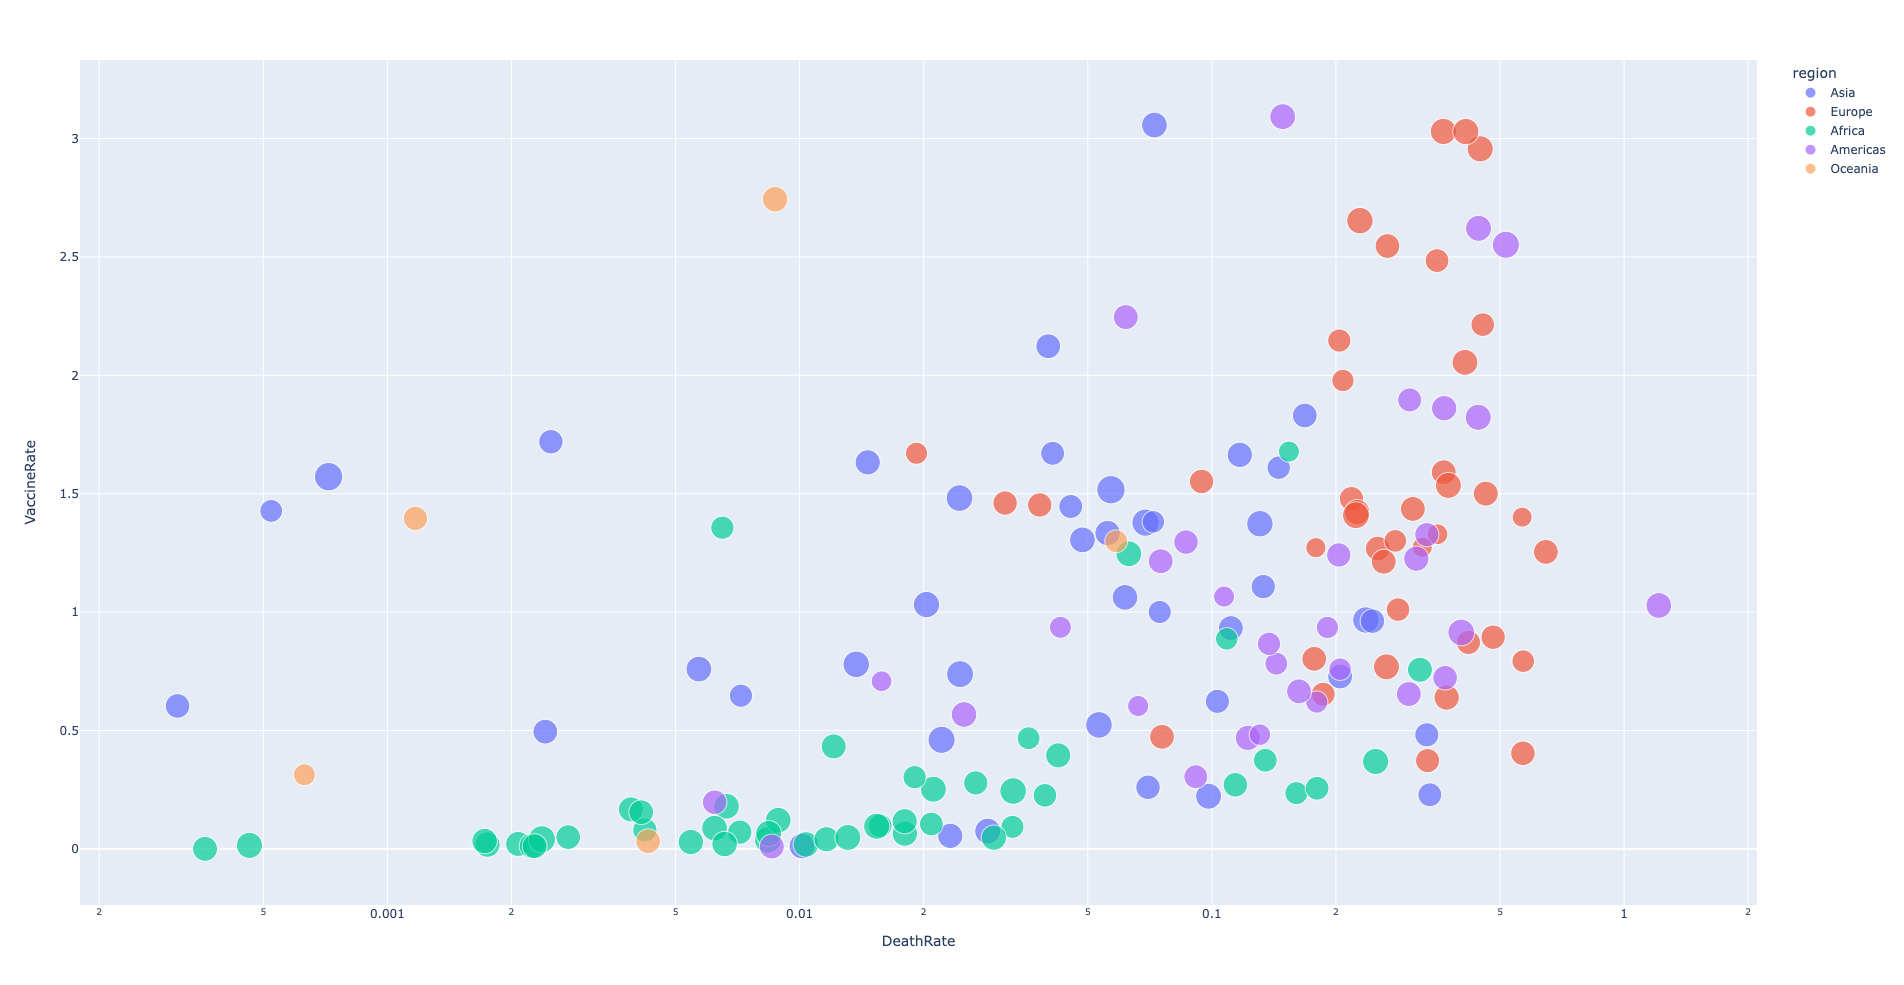 region
Asia
Europe
Africa
Americas
Oceania
3
2.5
2
1.5
1
0.5
0
VaccineRate
2 5 0.001 2 5 0.01 2 5 0.1 2 5 1 2
DeathRate